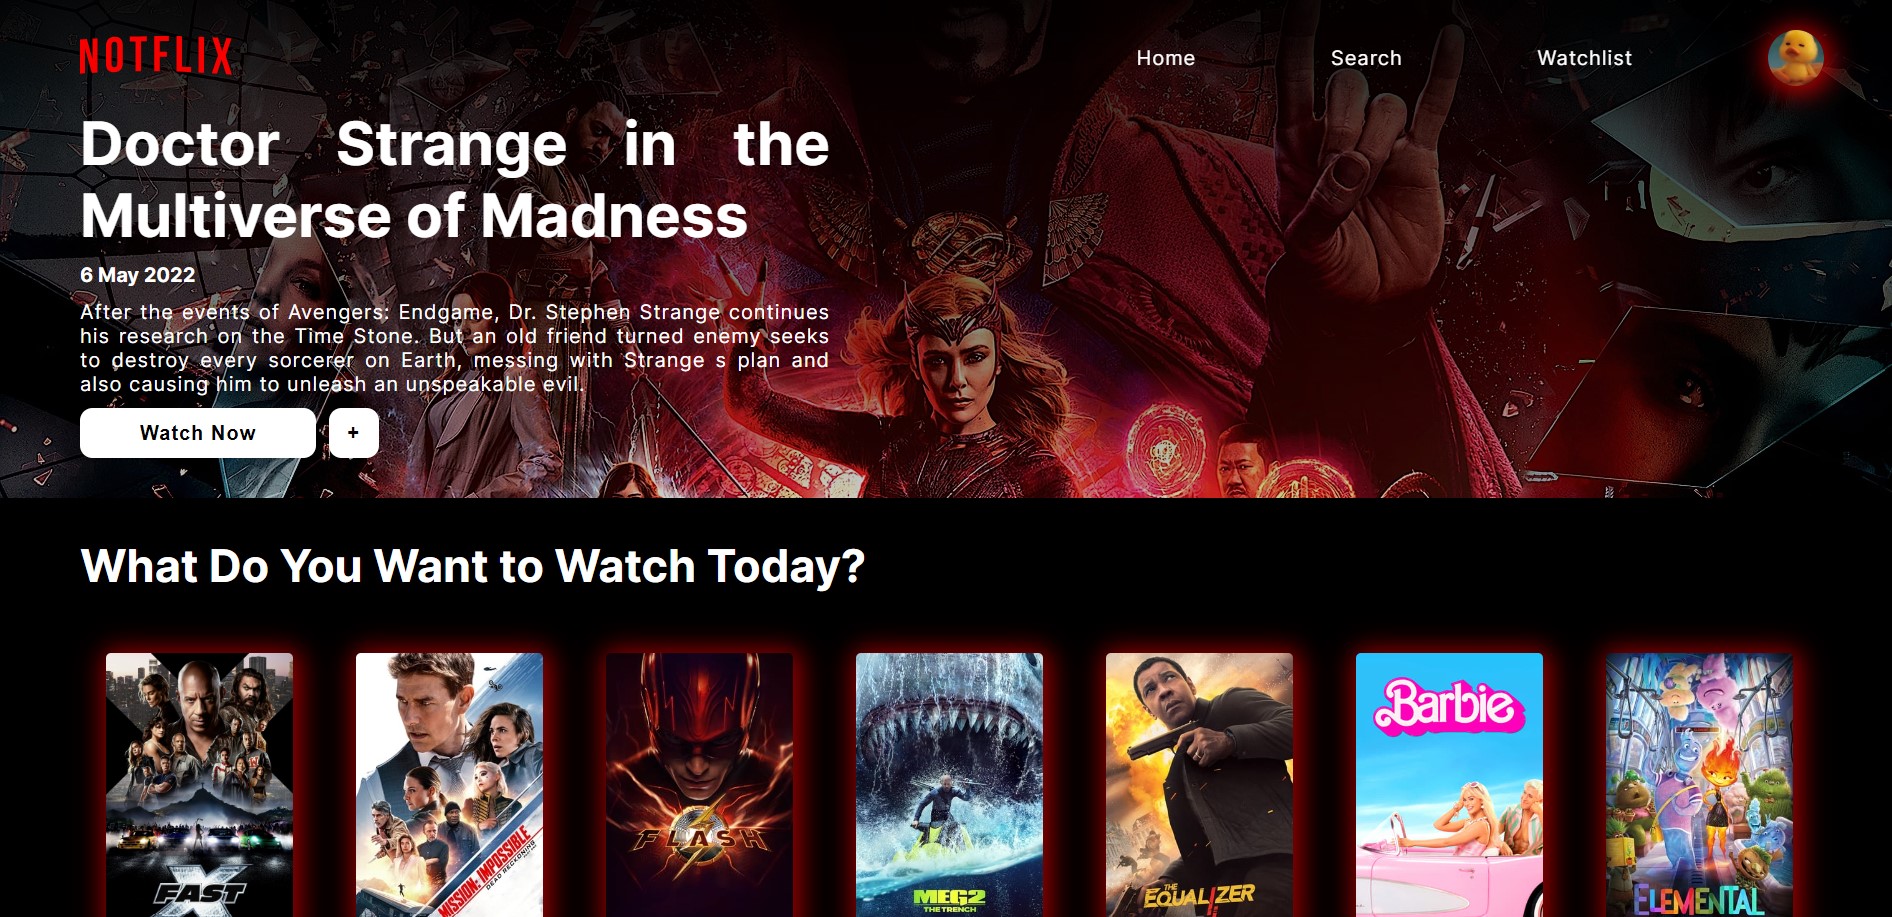 NOTFLIX
Home
Search
Watchlist
Doctor Strange in the
Multiverse of Madness
6 May 2022
After the events of Avengers: Endgame, Dr. Stephen Strange continues
his research on the Time Stone. But an old friend turned enemy seeks
to destroy every sorcerer on Earth, messing with Strange s plan and
also causing him to unleash an unspeakable evil.
Watch Now
+
What Do You Want to Watch Today?
FAST X
MISSION: IMPOSSIBLE
DEAD RECKONING
FLASH
MEG2
THE TRENCH
THE
EQUALIZER
Barbie
ELEMENTAL